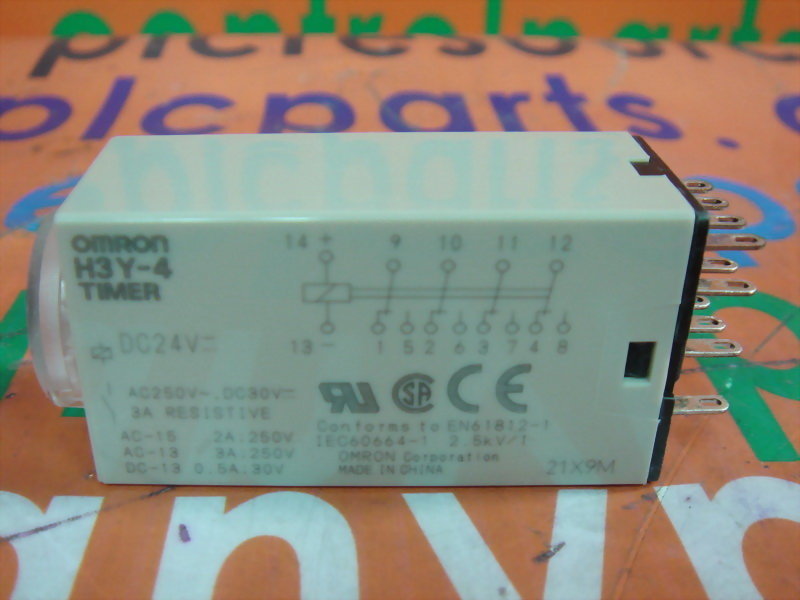 plcparts.
OMRON
H3Y-4
TIMER
14 + 9 10 11 12
13 - 1 5 2 6 3 7 4 8
DC24V
AC250V~. DC30V
3A RESISTIVE
AC-15 2A.250V
AC-13 3A.250V
DC-13 0.5A.30V
Conforms to EN61812-1
IEC60664-1 2.5kV/1
OMRON Corporation
MADE IN CHINA
21X9M